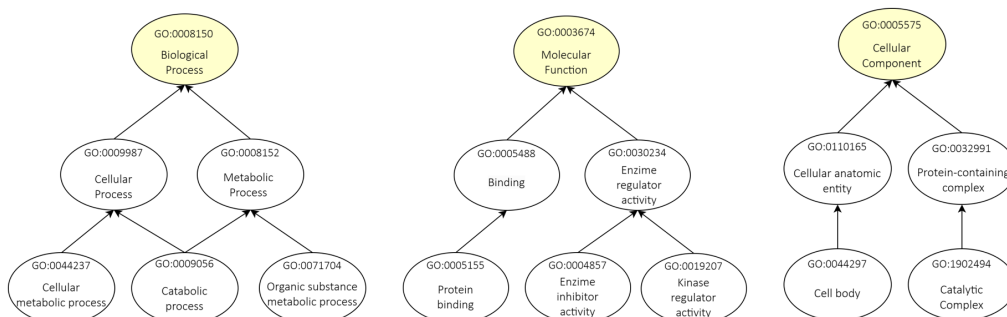 GO:0008150
Biological
Process
GO:0003674
Molecular
Function
GO:0005575
Cellular
Component
GO:0009987
Cellular
Process
GO:0008152
Metabolic
Process
GO:0005488
Binding
GO:0030234
Enzime
regulator
activity
GO:0110165
Cellular anatomic
entity
GO:0032991
Protein-containing
complex
GO:0044237
Cellular
metabolic process
GO:0009056
Catabolic
process
GO:0071704
Organic substance
metabolic process
GO:0005155
Protein
binding
GO:0004857
Enzime
inhibitor
activity
GO:0019207
Kinase
regulator
activity
GO:0044297
Cell body
GO:1902494
Catalytic
Complex